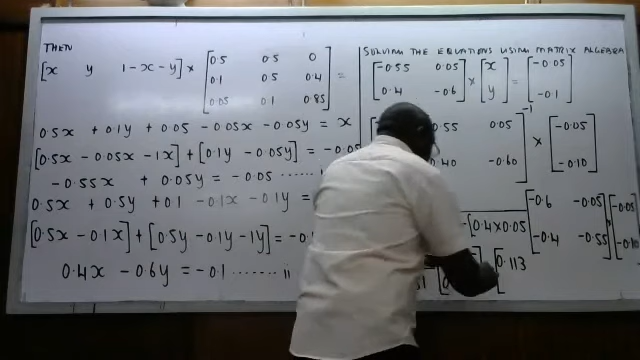 THEN
[x y 1-x-y] × [0.5 0.5 0
0.1 0.5 0.4
0.05 0.1 0.85] =
0.5x + 0.1y + 0.05 - 0.05x - 0.05y = x
[0.5x - 0.05x - 1x] + [0.1y - 0.05y] = -0.05
-0.55x + 0.05y = -0.05 ......
0.5x + 0.5y + 0.1 - 0.1x - 0.1y =
[0.5x - 0.1x] + [0.5y - 0.1y - 1y] = -0.
0.4x - 0.6y = -0.1 ....... ii
SOLVING THE EQUATIONS USING MATRIX ALGEBRA
[-0.55 0.05
0.4 -0.6] × [x
y] = [-0.05
-0.1]
.55 0.05
.40 -0.60]⁻¹ × [-0.05
-0.10]
-[0.4×0.05 [-0.6 -0.05
-0.4 -0.55] [-0.05
-0.10]
[0.113